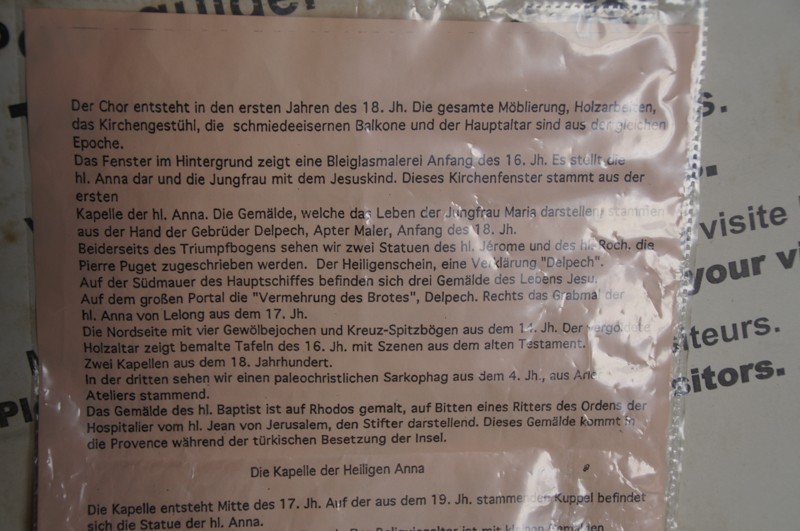 guider
Der Chor entsteht in den ersten Jahren des 18. Jh. Die gesamte Möblierung, Holzarbeiten,
das Kirchengestühl, die schmiedeeisernen Balkone und der Hauptaltar sind aus der gleichen
Epoche.
Das Fenster im Hintergrund zeigt eine Bleiglasmalerei Anfang des 16. Jh. Es stellt die
hl. Anna dar und die Jungfrau mit dem Jesuskind. Dieses Kirchenfenster stammt aus der
ersten
Kapelle der hl. Anna. Die Gemälde, welche das Leben der Jungfrau Maria darstellen, stammen
aus der Hand der Gebrüder Delpech, Apter Maler, Anfang des 18. Jh.
Beiderseits des Triumpfbogens sehen wir zwei Statuen des hl. Jérome und des hl. Roch, die
Pierre Puget zugeschrieben werden. Der Heiligenschein, eine Verklärung "Delpech".
Auf der Südmauer des Hauptschiffes befinden sich drei Gemälde des Lebens Jesu.
Auf dem großen Portal die "Vermehrung des Brotes", Delpech. Rechts das Grabmal der
hl. Anna von Lelong aus dem 17. Jh.
Die Nordseite mit vier Gewölbejochen und Kreuz-Spitzbögen aus dem 14. Jh. Der vergoldete
Holzaltar zeigt bemalte Tafeln des 16. Jh. mit Szenen aus dem alten Testament.
Zwei Kapellen aus dem 18. Jahrhundert.
In der dritten sehen wir einen paleochristlichen Sarkophag aus dem 4. Jh., aus
Ateliers stammend.
Das Gemälde des hl. Baptist ist auf Rhodos gemalt, auf Bitten eines Ritters des Ordens der
Hospitalier vom hl. Jean von Jerusalem, den Stifter darstellend. Dieses Gemälde kommt in
die Provence während der türkischen Besetzung der Insel.
Die Kapelle der Heiligen Anna
Die Kapelle entsteht Mitte des 17. Jh. Auf der aus dem 19. Jh. stammenden Kuppel befindet
sich die Statue der hl. Anna.
visite
your
siteurs.
sitors.